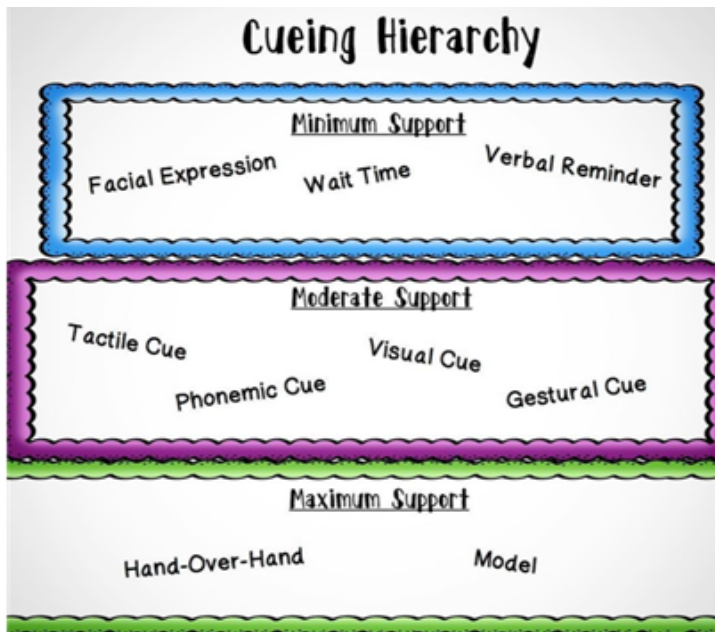 Cueing Hierarchy
Minimum Support
Facial Expression
Wait Time
Verbal Reminder
Moderate Support
Tactile Cue
Visual Cue
Phonemic Cue
Gestural Cue
Maximum Support
Hand-Over-Hand
Model